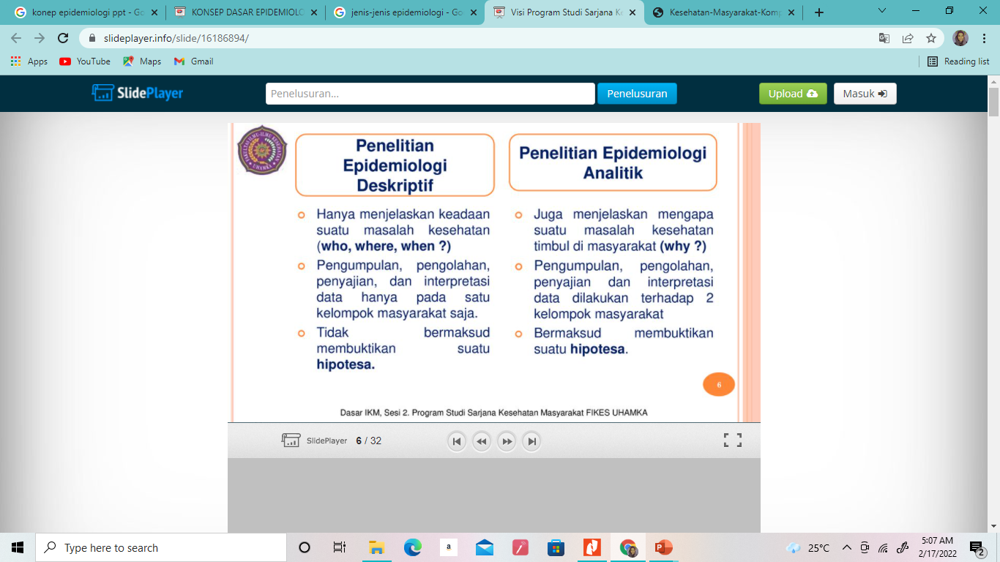 konep epidemiologi ppt - Go
KONSEP DASAR EPIDEMIOLO
jenis-jenis epidemiologi - Go
Visi Program Studi Sarjana Ke
Kesehatan-Masyarakat-Komp
slideplayer.info/slide/16186894/
Apps
YouTube
Maps
Gmail
Reading list
SlidePlayer
Penelusuran...
Penelusuran
Upload
Masuk
FAKULTAS ILMU-ILMU KESEHATAN
UHAMKA
Penelitian
Epidemiologi
Deskriptif
Hanya menjelaskan keadaan
suatu masalah kesehatan
(who, where, when ?)
Pengumpulan, pengolahan,
penyajian, dan interpretasi
data hanya pada satu
kelompok masyarakat saja.
Tidak bermaksud
membuktikan suatu
hipotesa.
Penelitian Epidemiologi
Analitik
Juga menjelaskan mengapa
suatu masalah kesehatan
timbul di masyarakat (why ?)
Pengumpulan, pengolahan,
penyajian dan interpretasi
data dilakukan terhadap 2
kelompok masyarakat
Bermaksud membuktikan
suatu hipotesa.
6
Dasar IKM, Sesi 2. Program Studi Sarjana Kesehatan Masyarakat FIKES UHAMKA
SlidePlayer 6 / 32
Type here to search
a
25°C
5:07 AM
2/17/2022
2